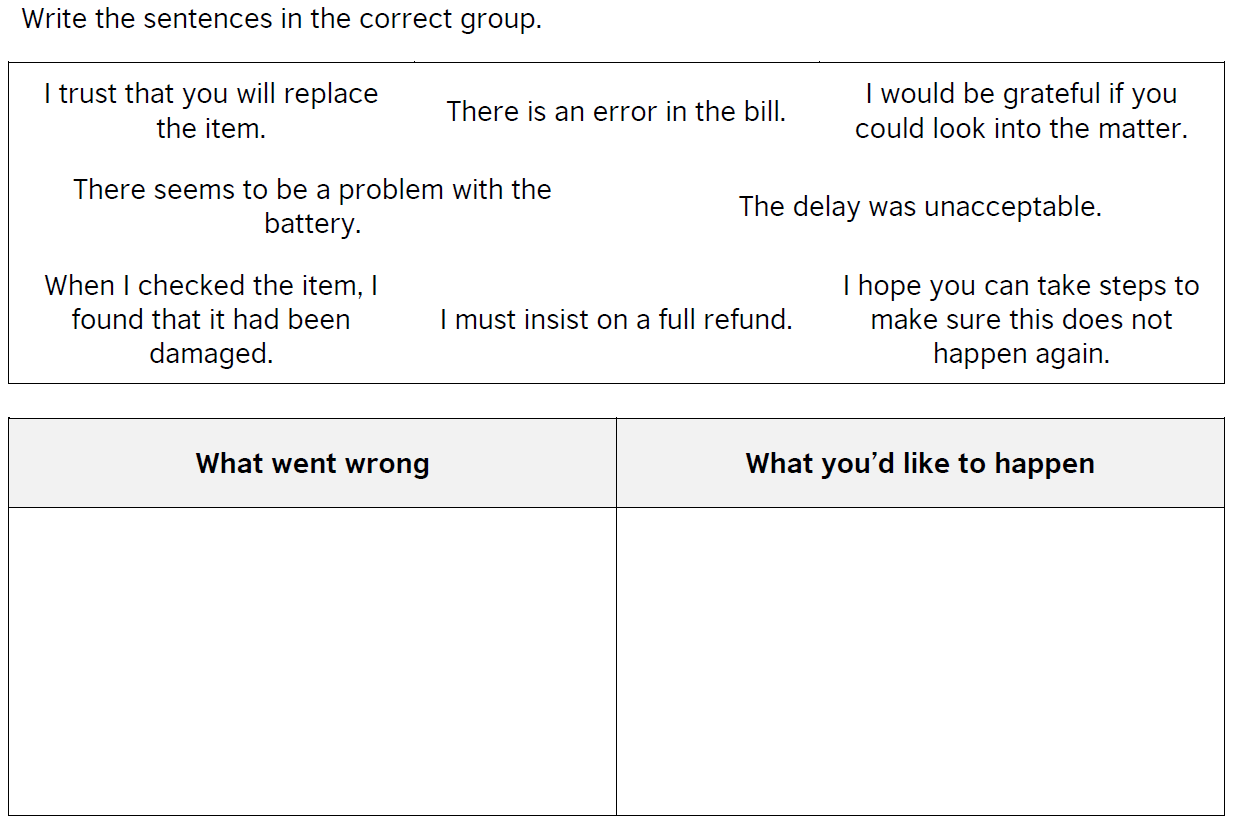 Write the sentences in the correct group.
I trust that you will replace
the item.
There is an error in the bill.
I would be grateful if you
could look into the matter.
There seems to be a problem with the
battery.
The delay was unacceptable.
When I checked the item, I
found that it had been
damaged.
I must insist on a full refund.
I hope you can take steps to
make sure this does not
happen again.
What went wrong
What you’d like to happen